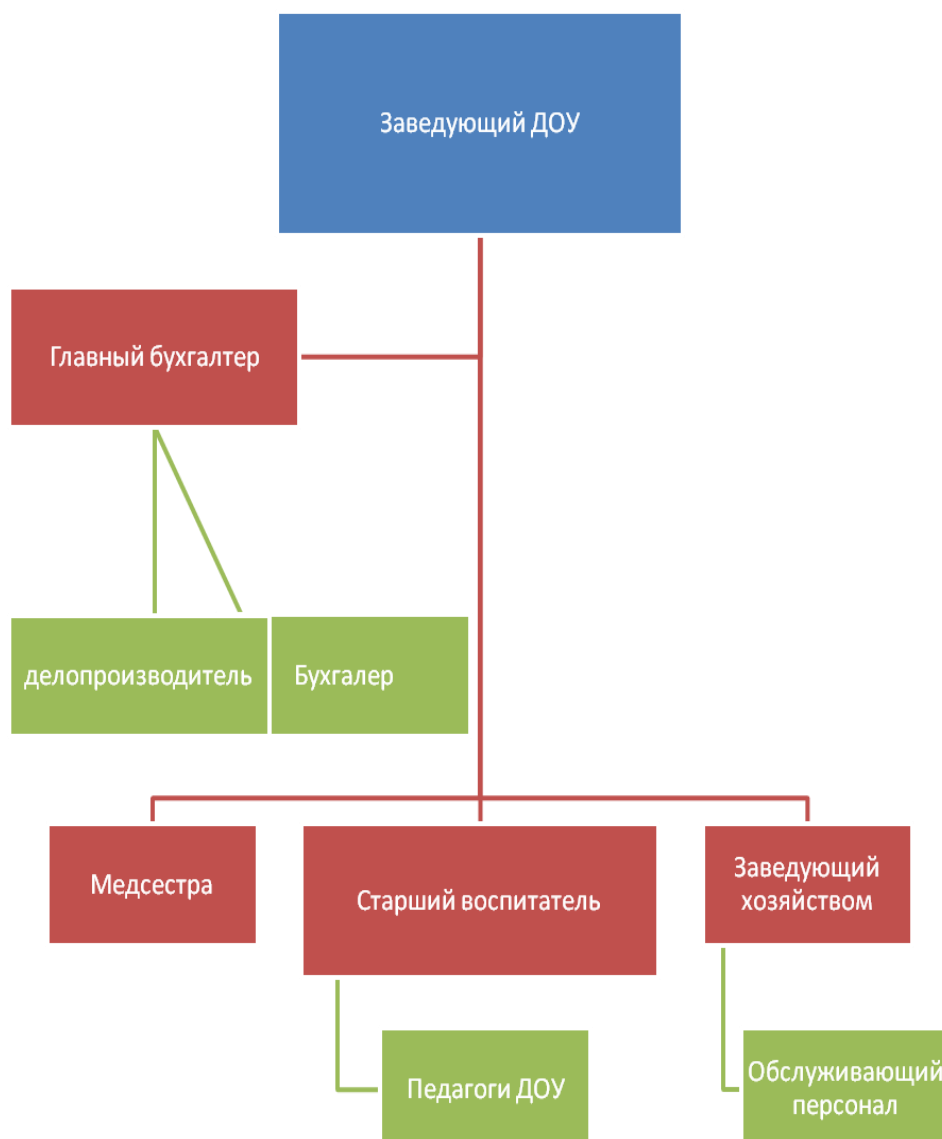 Заведующий ДОУ
Главный бухгалтер
делопроизводитель
Бухгалер
Медсестра
Старший воспитатель
Заведующий
хозяйством
Педагоги ДОУ
Обслуживающий
персонал